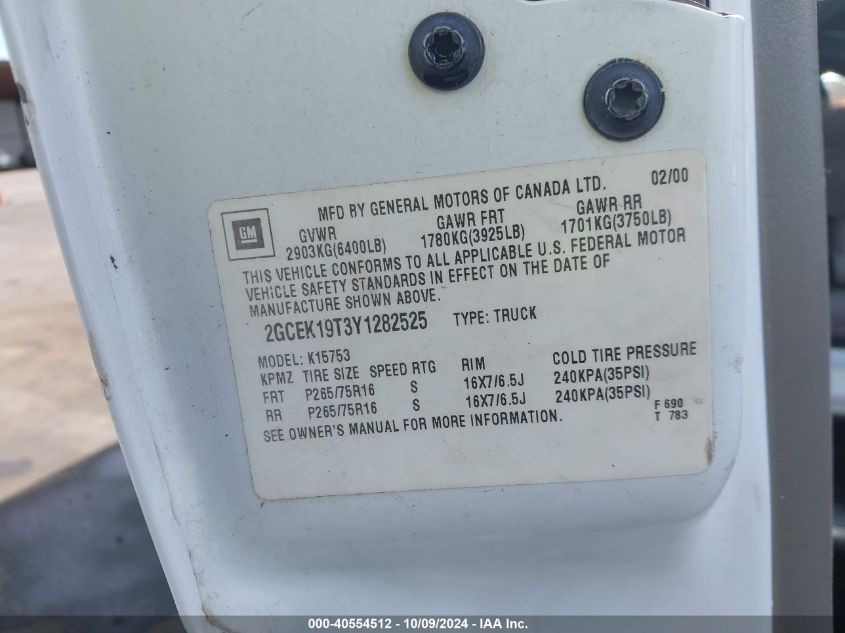 GM
MFD BY GENERAL MOTORS OF CANADA LTD. 02/00
GVWR GAWR FRT GAWR RR
2903KG(6400LB) 1780KG(3925LB) 1701KG(3750LB)
THIS VEHICLE CONFORMS TO ALL APPLICABLE U.S. FEDERAL MOTOR
VEHICLE SAFETY STANDARDS IN EFFECT ON THE DATE OF
MANUFACTURE SHOWN ABOVE.
2GCEK19T3Y1282525 TYPE: TRUCK
MODEL: K15753
KPMZ TIRE SIZE SPEED RTG RIM COLD TIRE PRESSURE
FRT P265/75R16 S 16X7/6.5J 240KPA(35PSI)
RR P265/75R16 S 16X7/6.5J 240KPA(35PSI)
SEE OWNER'S MANUAL FOR MORE INFORMATION.
F 690
T 783
000-40554512 - 10/09/2024 - IAA Inc.